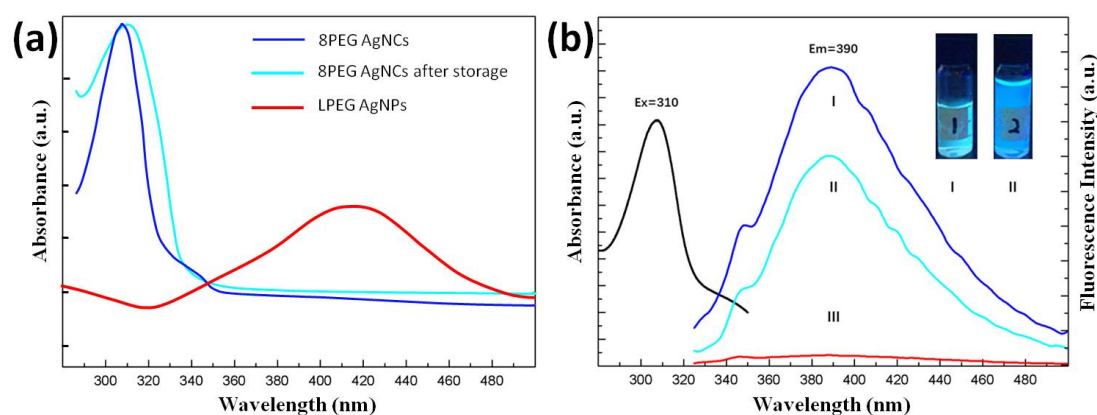 (a)
8PEG AgNCs
8PEG AgNCs after storage
LPEG AgNPs
Absorbance (a.u.)
300 320 340 360 380 400 420 440 460 480
Wavelength (nm)
(b)
Em=390
Ex=310
I
II
III
1 2
I II
Absorbance (a.u.)
Fluorescence Intensity (a.u.)
300 320 340 360 380 400 420 440 460 480
Wavelength (nm)